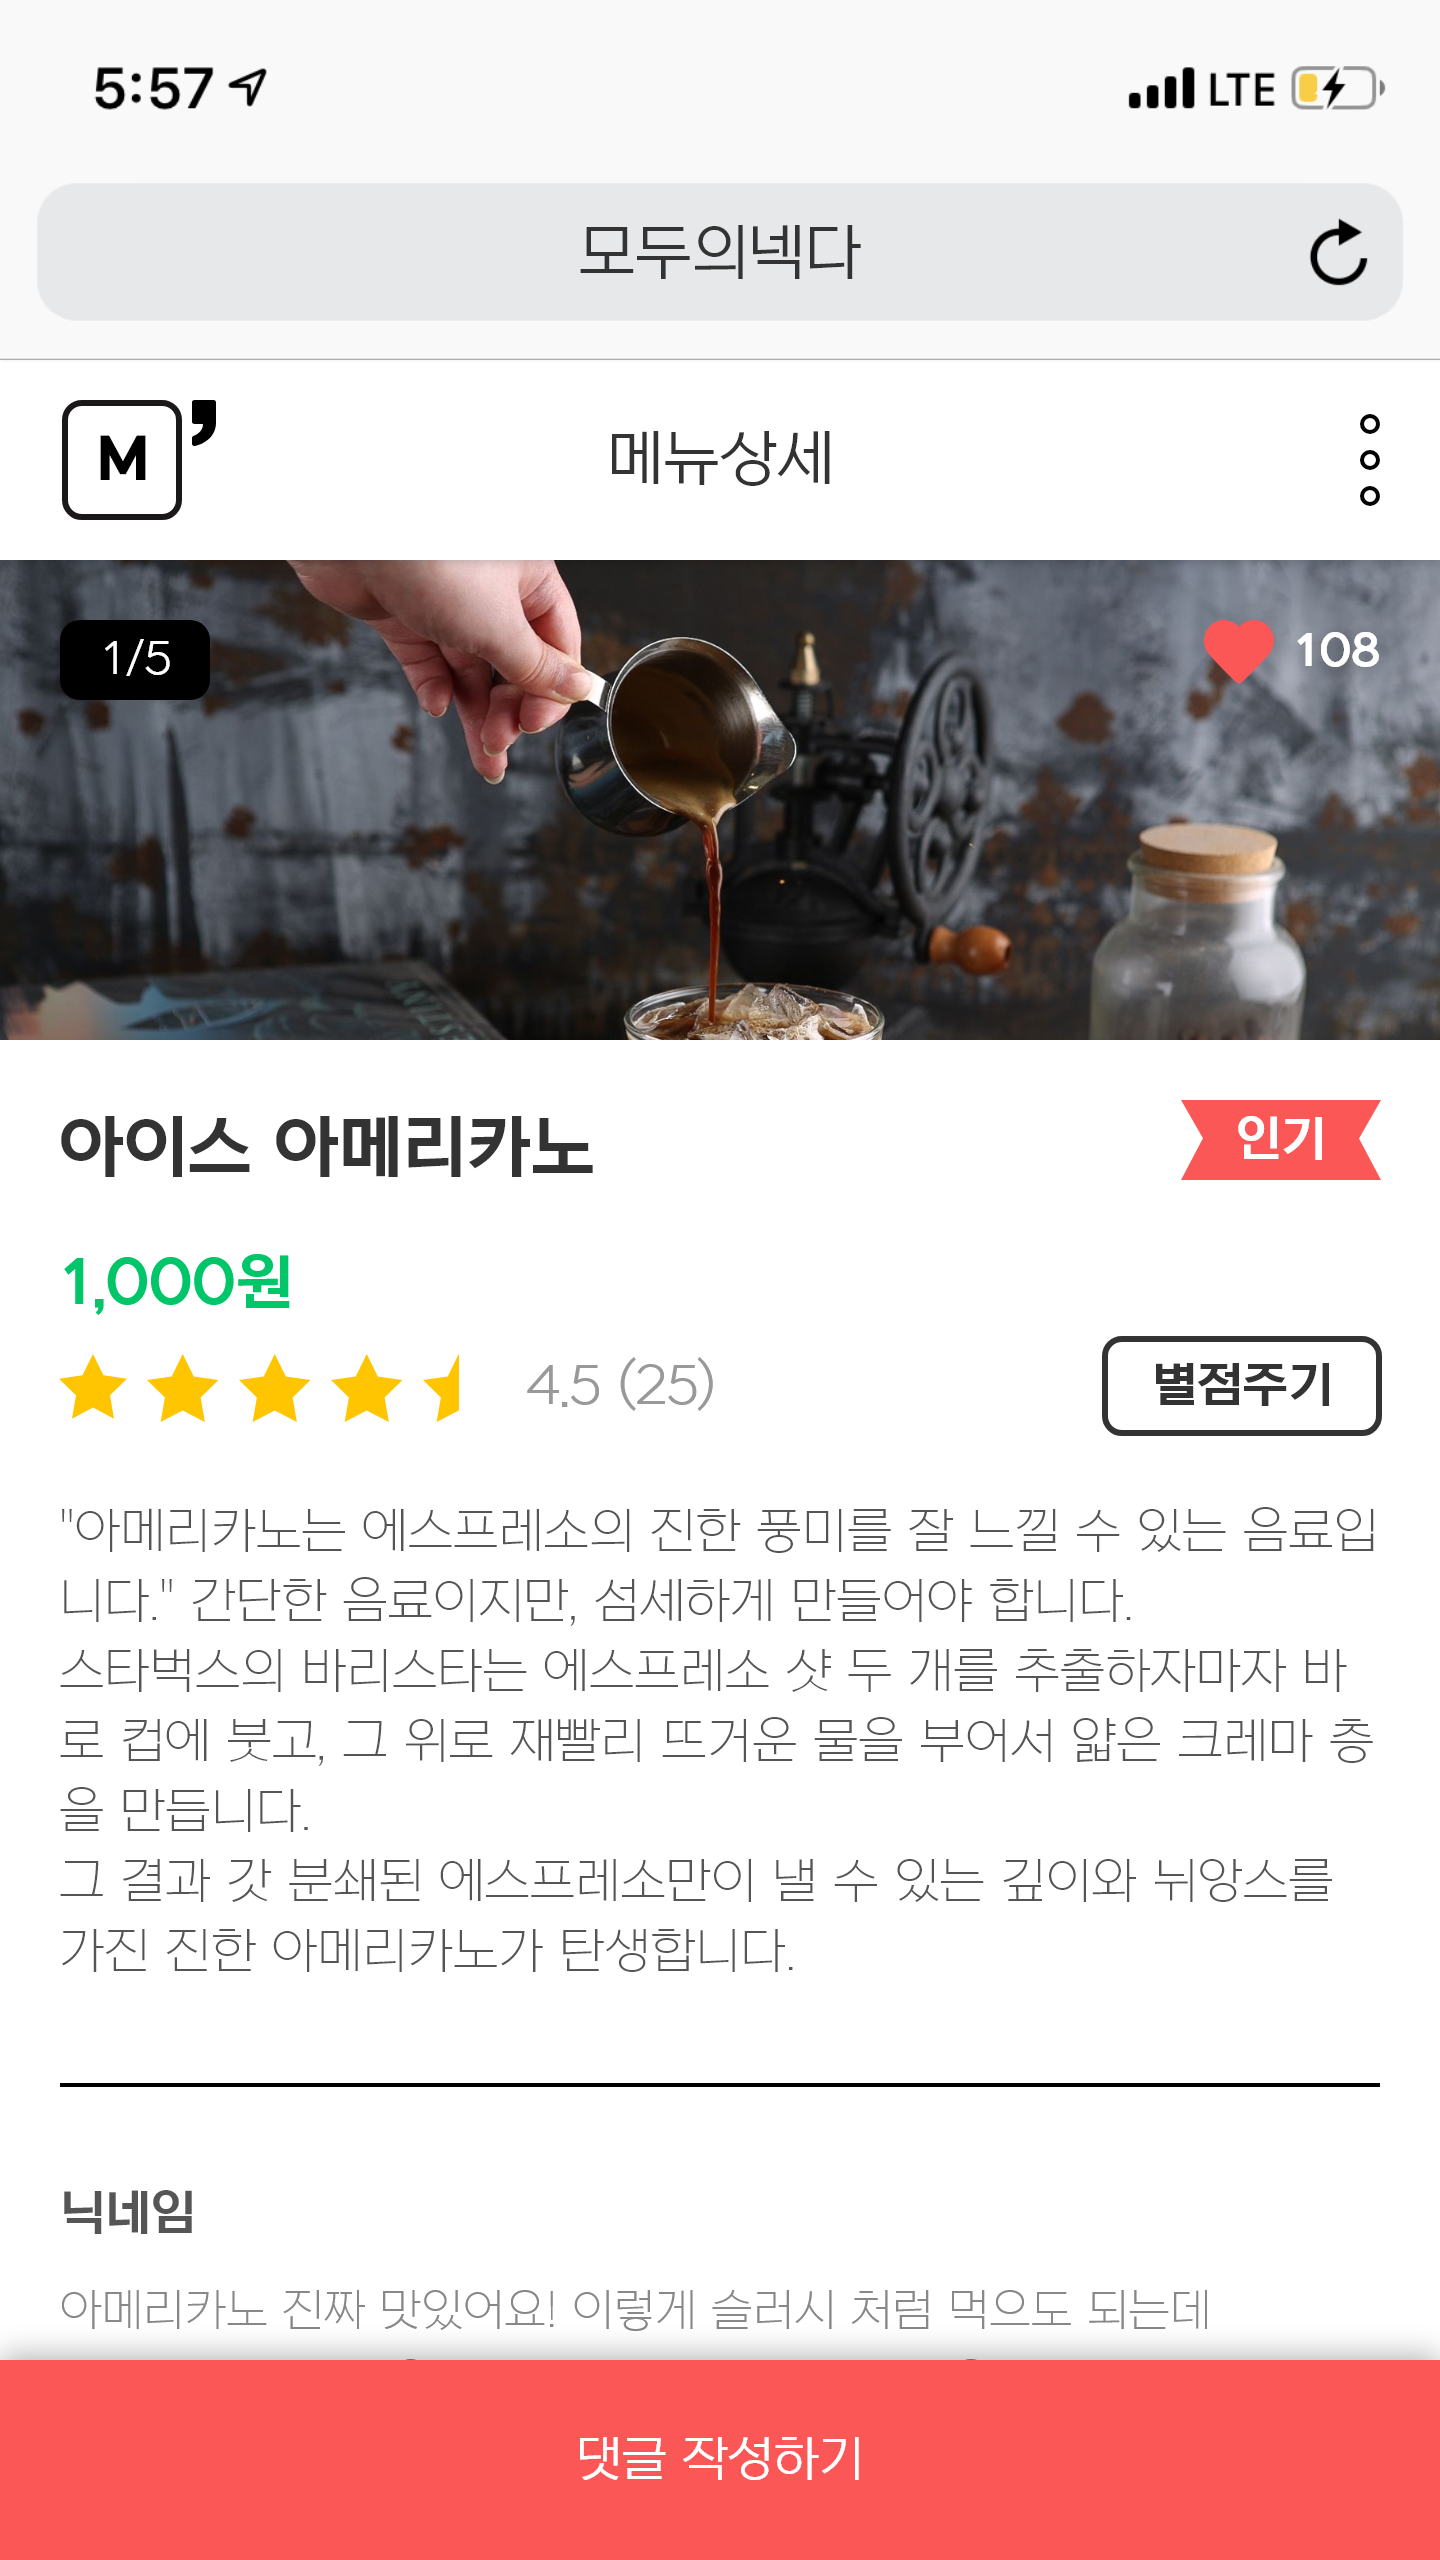 5:57
LTE
모두의넥다
M
메뉴상세
1/5
108
아이스 아메리카노
인기
1,000원
4.5 (25)
별점주기
"아메리카노는 에스프레소의 진한 풍미를 잘 느낄 수 있는 음료입
니다." 간단한 음료이지만, 섬세하게 만들어야 합니다.
스타벅스의 바리스타는 에스프레소 샷 두 개를 추출하자마자 바
로 컵에 붓고, 그 위로 재빨리 뜨거운 물을 부어서 얇은 크레마 층
을 만듭니다.
그 결과 갓 분쇄된 에스프레소만이 낼 수 있는 깊이와 뉘앙스를
가진 진한 아메리카노가 탄생합니다.
닉네임
아메리카노 진짜 맛있어요! 이렇게 슬러시 처럼 먹으도 되는데
댓글 작성하기